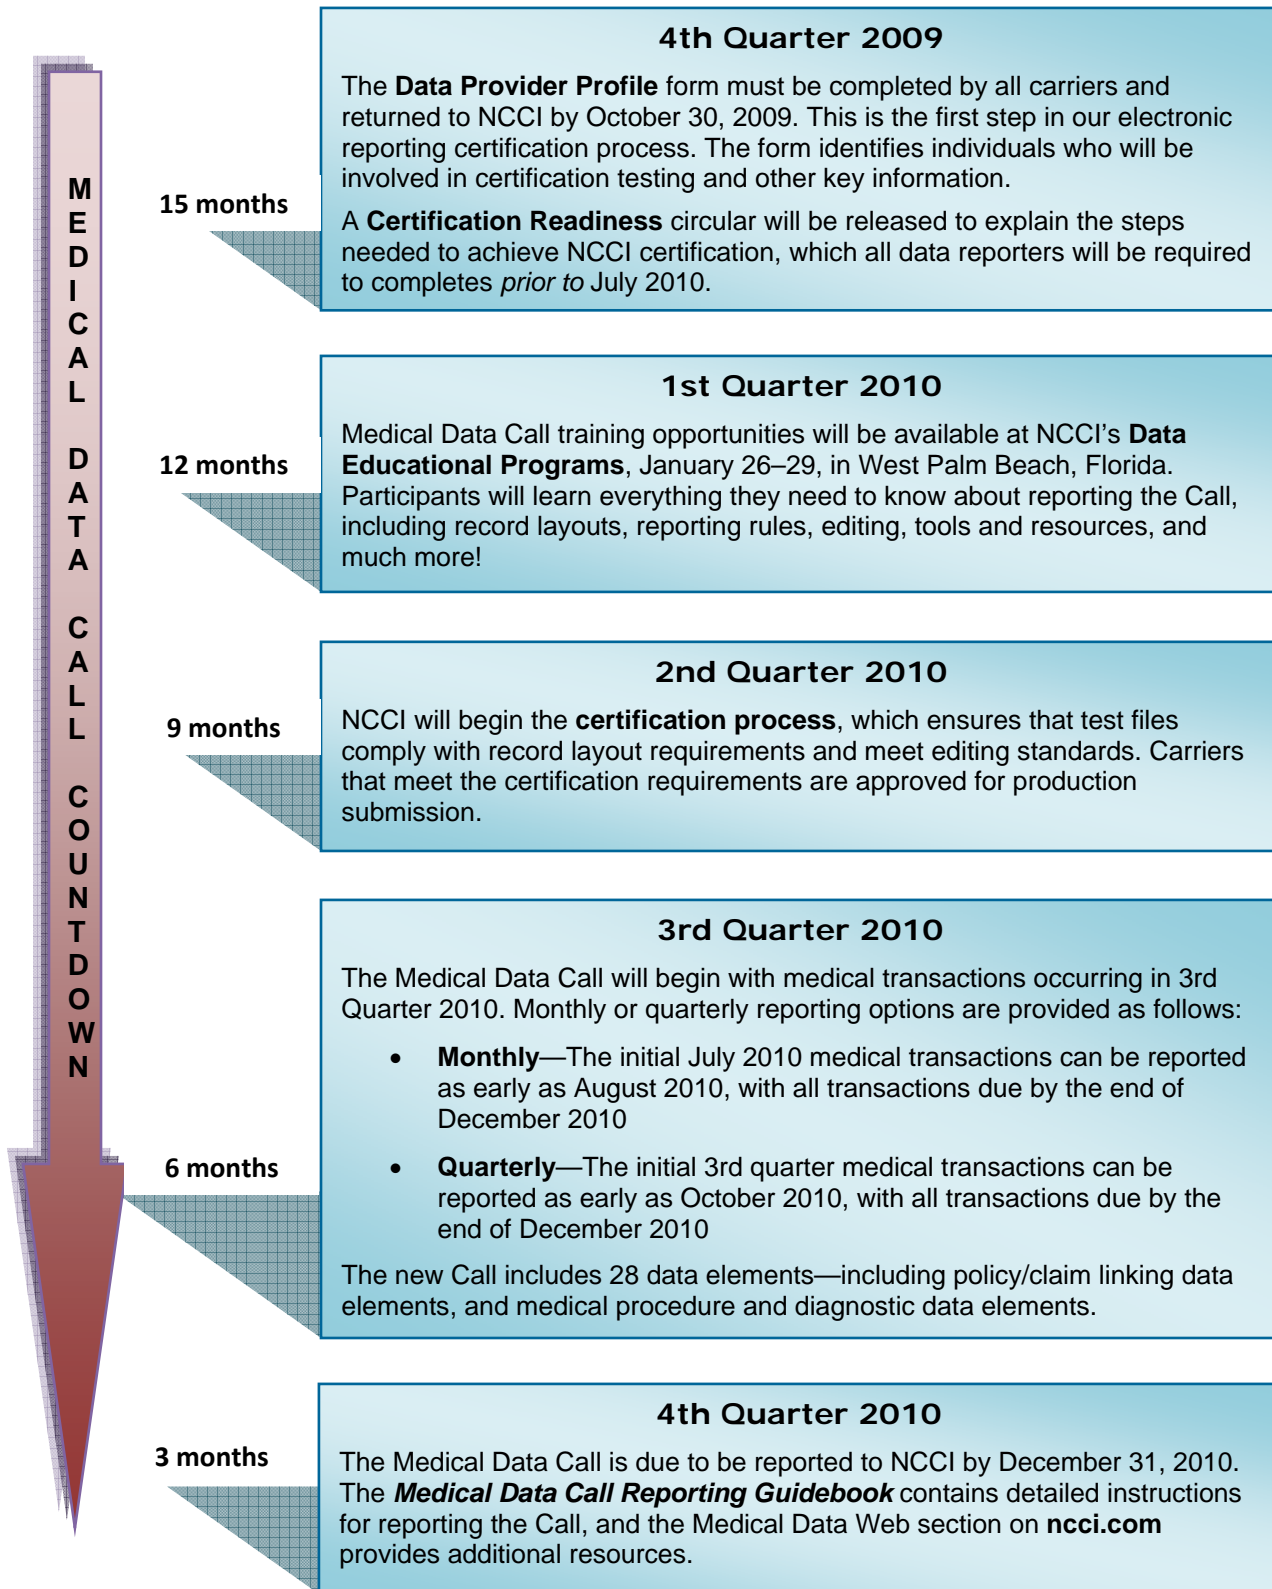 MEDICAL DATA CALL COUNTDOWN
4th Quarter 2009
The Data Provider Profile form must be completed by all carriers and
returned to NCCI by October 30, 2009. This is the first step in our electronic
reporting certification process. The form identifies individuals who will be
involved in certification testing and other key information.
15 months
A Certification Readiness circular will be released to explain the steps
needed to achieve NCCI certification, which all data reporters will be required
to completes prior to July 2010.
1st Quarter 2010
Medical Data Call training opportunities will be available at NCCI’s Data
12 months
Educational Programs, January 26–29, in West Palm Beach, Florida.
Participants will learn everything they need to know about reporting the Call,
including record layouts, reporting rules, editing, tools and resources, and
much more!
2nd Quarter 2010
9 months
NCCI will begin the certification process, which ensures that test files
comply with record layout requirements and meet editing standards. Carriers
that meet the certification requirements are approved for production
submission.
3rd Quarter 2010
The Medical Data Call will begin with medical transactions occurring in 3rd
Quarter 2010. Monthly or quarterly reporting options are provided as follows:
• Monthly—The initial July 2010 medical transactions can be reported
as early as August 2010, with all transactions due by the end of
December 2010
6 months
• Quarterly—The initial 3rd quarter medical transactions can be
reported as early as October 2010, with all transactions due by the
end of December 2010
The new Call includes 28 data elements—including policy/claim linking data
elements, and medical procedure and diagnostic data elements.
4th Quarter 2010
3 months
The Medical Data Call is due to be reported to NCCI by December 31, 2010.
The Medical Data Call Reporting Guidebook contains detailed instructions
for reporting the Call, and the Medical Data Web section on ncci.com
provides additional resources.